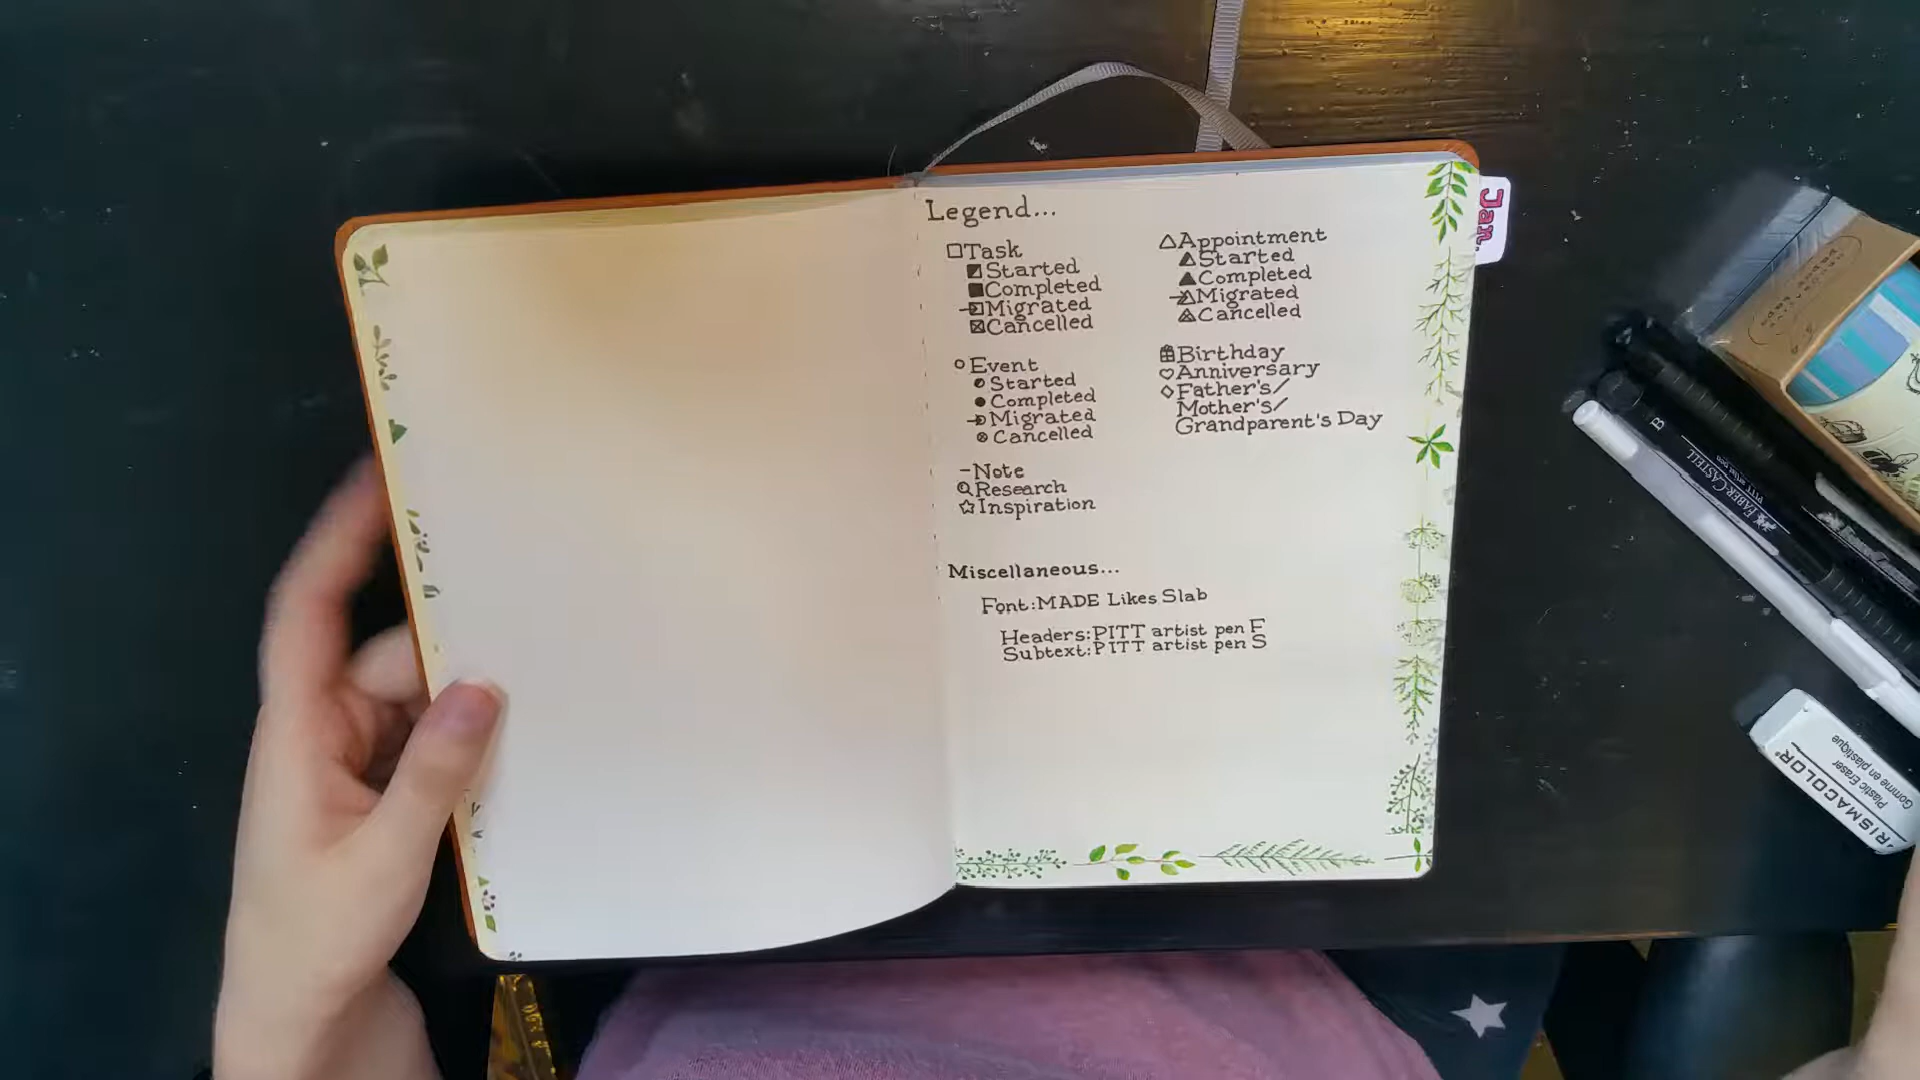 Legend...
□Task
Started
Completed
Migrated
Cancelled
○Event
Started
Completed
Migrated
Cancelled
-Note
Research
Inspiration
△Appointment
Started
Completed
Migrated
Cancelled
Birthday
♡Anniversary
◇Father's/
Mother's/
Grandparent's Day
Miscellaneous...
Font:MADE Likes Slab
Headers:PITT artist pen F
Subtext:PITT artist pen S
Jan.
B
FABER-CASTELL
PITT artist pen
RISMACOLOR
Plastic Eraser
Gomme en plastique